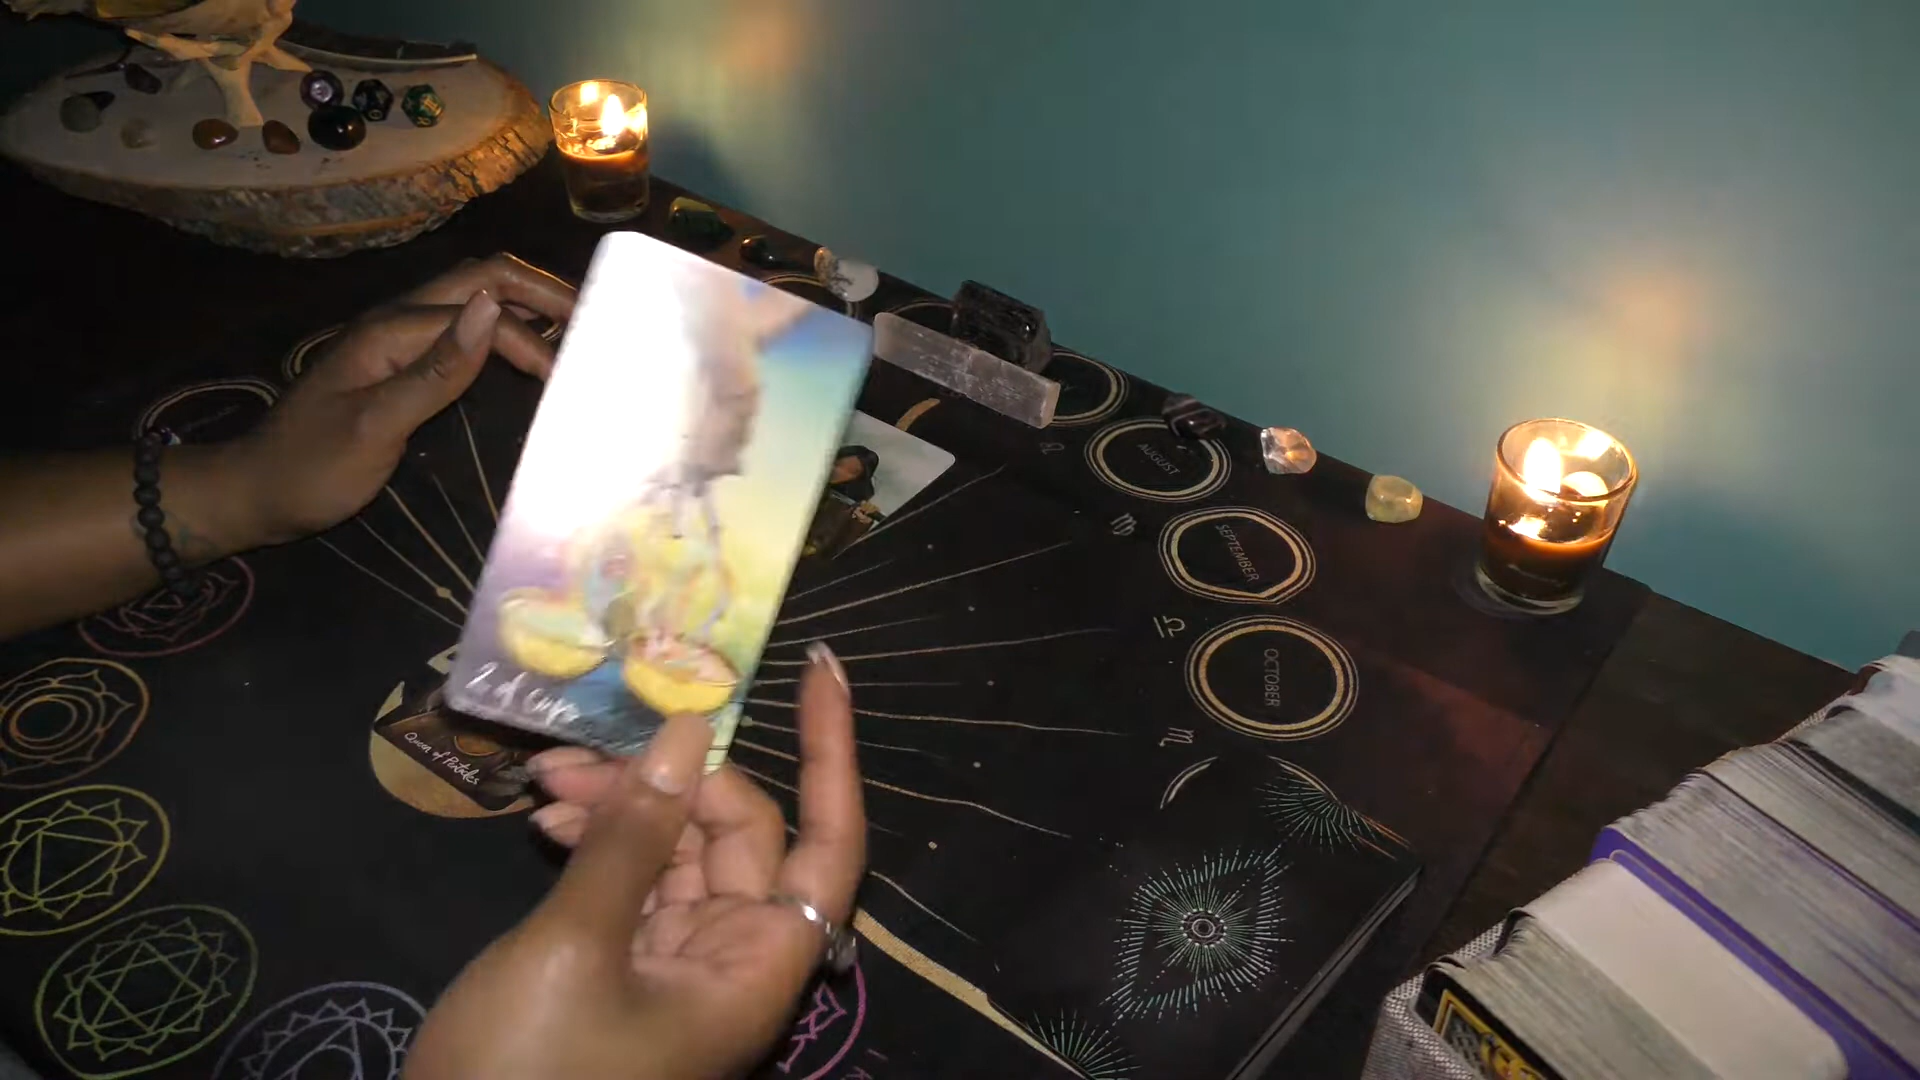 AUGUST
SEPTEMBER
OCTOBER
2 of Cups
Queen of Pentacles